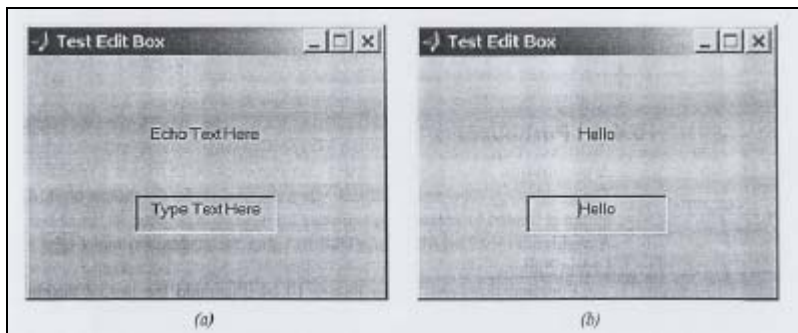 Test Edit Box
Echo Text Here
Type Text Here
(a)
Test Edit Box
Hello
Hello
(b)